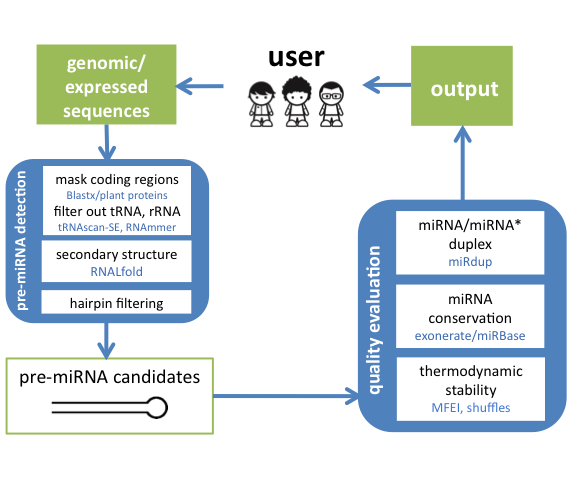 user
genomic/
expressed
sequences
output
pre-miRNA detection
mask coding regions
Blastx/plant proteins
filter out tRNA, rRNA
tRNAscan-SE, RNAmmer
secondary structure
RNALfold
hairpin filtering
pre-miRNA candidates
quality evaluation
miRNA/miRNA*
duplex
miRdup
miRNA
conservation
exonerate/miRBase
thermodynamic
stability
MFEI, shuffles